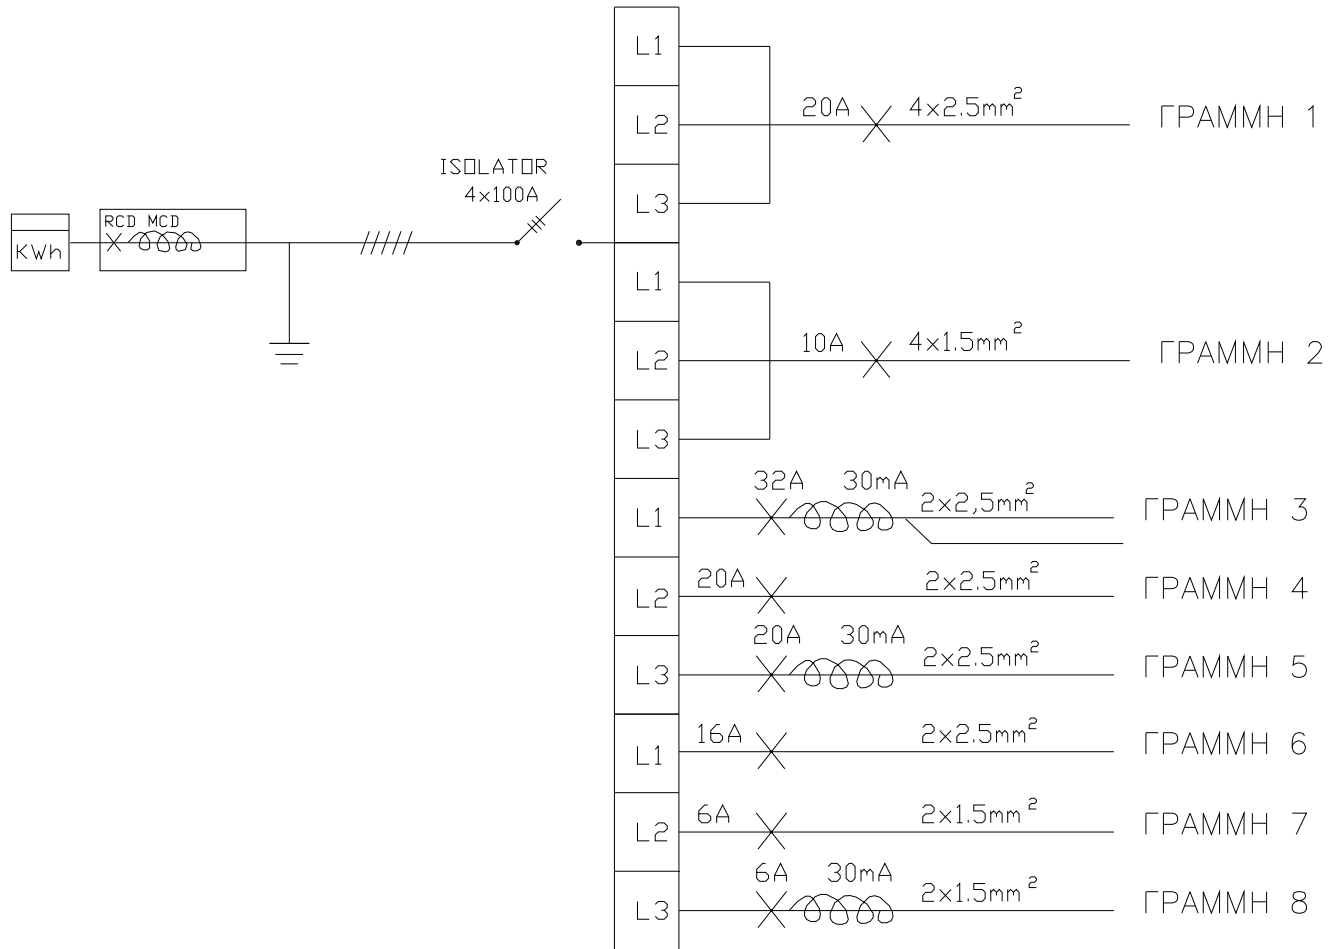 KWh
RCD MCD
ISOLATOR
4x100A
L1
L2
20A 4x2.5mm² ΓΡΑΜΜΗ 1
L3
L1
L2
10A 4x1.5mm² ΓΡΑΜΜΗ 2
L3
L1
32A 30mA 2x2,5mm² ΓΡΑΜΜΗ 3
L2
20A 2x2.5mm² ΓΡΑΜΜΗ 4
L3
20A 30mA 2x2.5mm² ΓΡΑΜΜΗ 5
L1
16A 2x2.5mm² ΓΡΑΜΜΗ 6
L2
6A 2x1.5mm² ΓΡΑΜΜΗ 7
L3
6A 30mA 2x1.5mm² ΓΡΑΜΜΗ 8